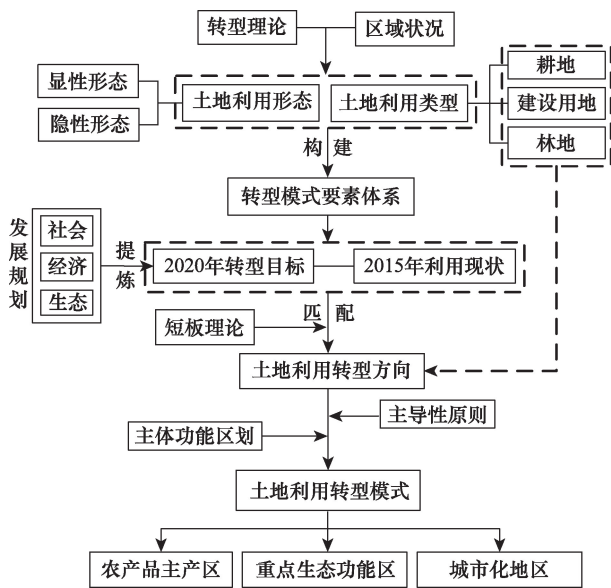 转型理论
区域状况
显性形态
隐性形态
土地利用形态
土地利用类型
耕地
建设用地
林地
构 建
转型模式要素体系
发展规划
社会
经济
生态
提炼
2020年转型目标
2015年利用现状
匹 配
短板理论
土地利用转型方向
主导性原则
主体功能区划
土地利用转型模式
农产品主产区
重点生态功能区
城市化地区